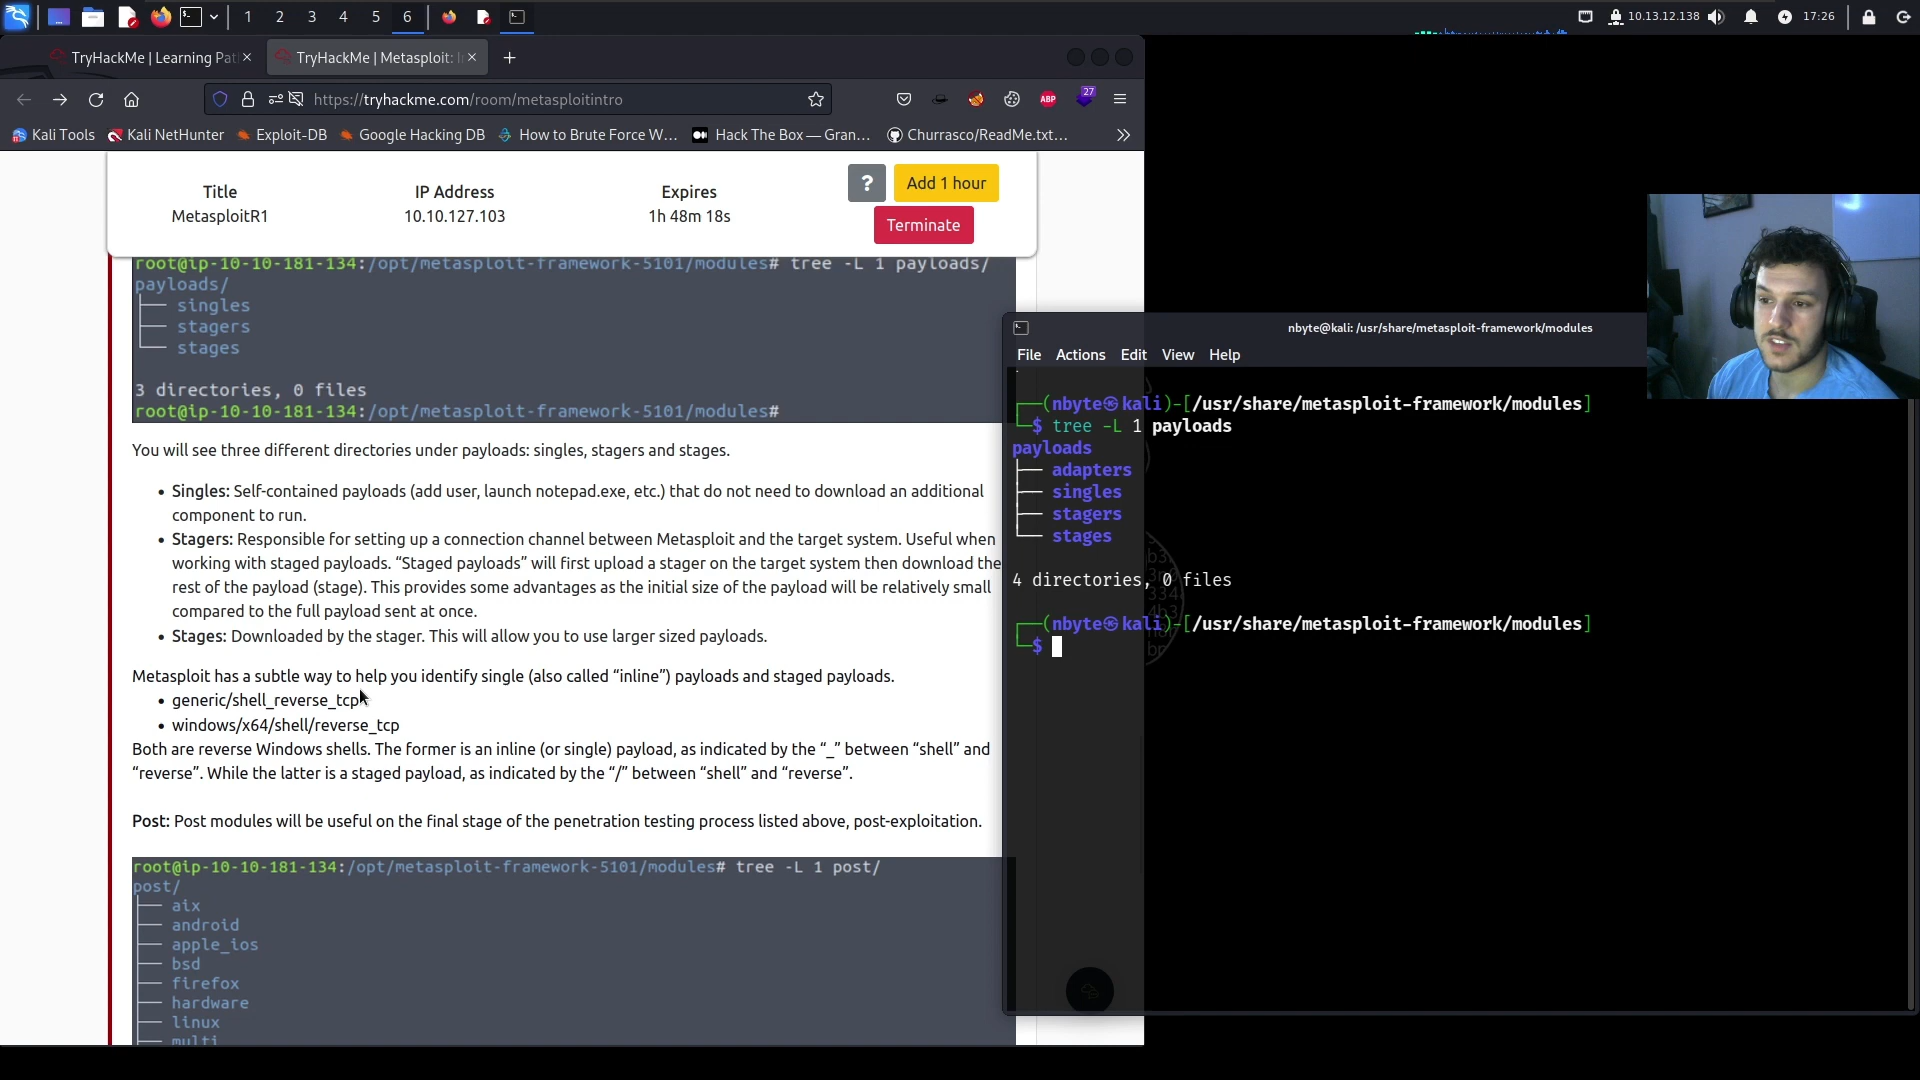 1 2 3 4 5 6
10.13.12.138
17:26
TryHackMe | Learning Pat
TryHackMe | Metasploit: I
https://tryhackme.com/room/metasploitintro
ABP
27
Kali Tools Kali NetHunter Exploit-DB Google Hacking DB How to Brute Force W... Hack The Box — Gran... Churrasco/ReadMe.txt...
Title IP Address Expires
MetasploitR1 10.10.127.103 1h 48m 18s
? Add 1 hour
Terminate
root@ip-10-10-181-134:/opt/metasploit-framework-5101/modules# tree -L 1 payloads/
payloads/
├── singles
├── stagers
└── stages
3 directories, 0 files
root@ip-10-10-181-134:/opt/metasploit-framework-5101/modules#
You will see three different directories under payloads: singles, stagers and stages.
• Singles: Self-contained payloads (add user, launch notepad.exe, etc.) that do not need to download an additional
component to run.
• Stagers: Responsible for setting up a connection channel between Metasploit and the target system. Useful when
working with staged payloads. “Staged payloads” will first upload a stager on the target system then download the
rest of the payload (stage). This provides some advantages as the initial size of the payload will be relatively small
compared to the full payload sent at once.
• Stages: Downloaded by the stager. This will allow you to use larger sized payloads.
Metasploit has a subtle way to help you identify single (also called “inline”) payloads and staged payloads.
• generic/shell_reverse_tcp
• windows/x64/shell/reverse_tcp
Both are reverse Windows shells. The former is an inline (or single) payload, as indicated by the “_” between “shell” and
“reverse”. While the latter is a staged payload, as indicated by the “/” between “shell” and “reverse”.
Post: Post modules will be useful on the final stage of the penetration testing process listed above, post-exploitation.
root@ip-10-10-181-134:/opt/metasploit-framework-5101/modules# tree -L 1 post/
post/
├── aix
├── android
├── apple_ios
├── bsd
├── firefox
├── hardware
├── linux
├── multi
nbyte@kali: /usr/share/metasploit-framework/modules
File Actions Edit View Help
┌──(nbyte㉿kali)-[/usr/share/metasploit-framework/modules]
└─$ tree -L 1 payloads
payloads
├── adapters
├── singles
├── stagers
└── stages
4 directories, 0 files
┌──(nbyte㉿kali)-[/usr/share/metasploit-framework/modules]
└─$